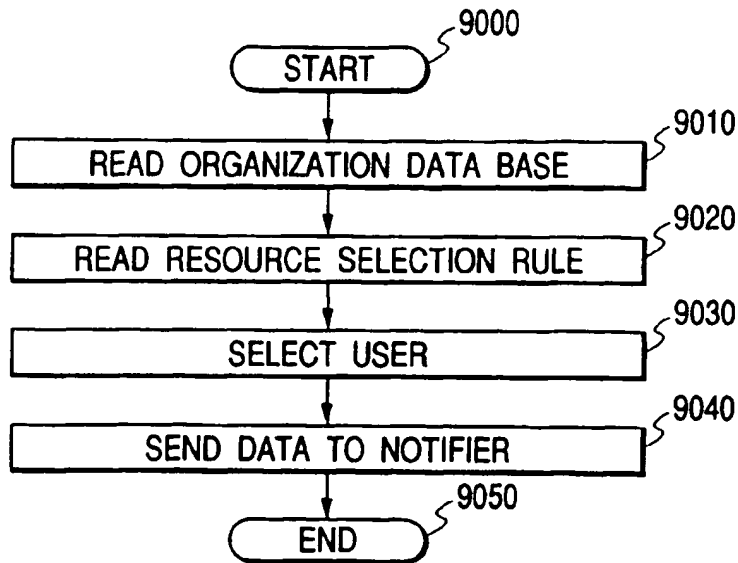 9000
START
9010
READ ORGANIZATION DATA BASE
9020
READ RESOURCE SELECTION RULE
9030
SELECT USER
9040
SEND DATA TO NOTIFIER
9050
END